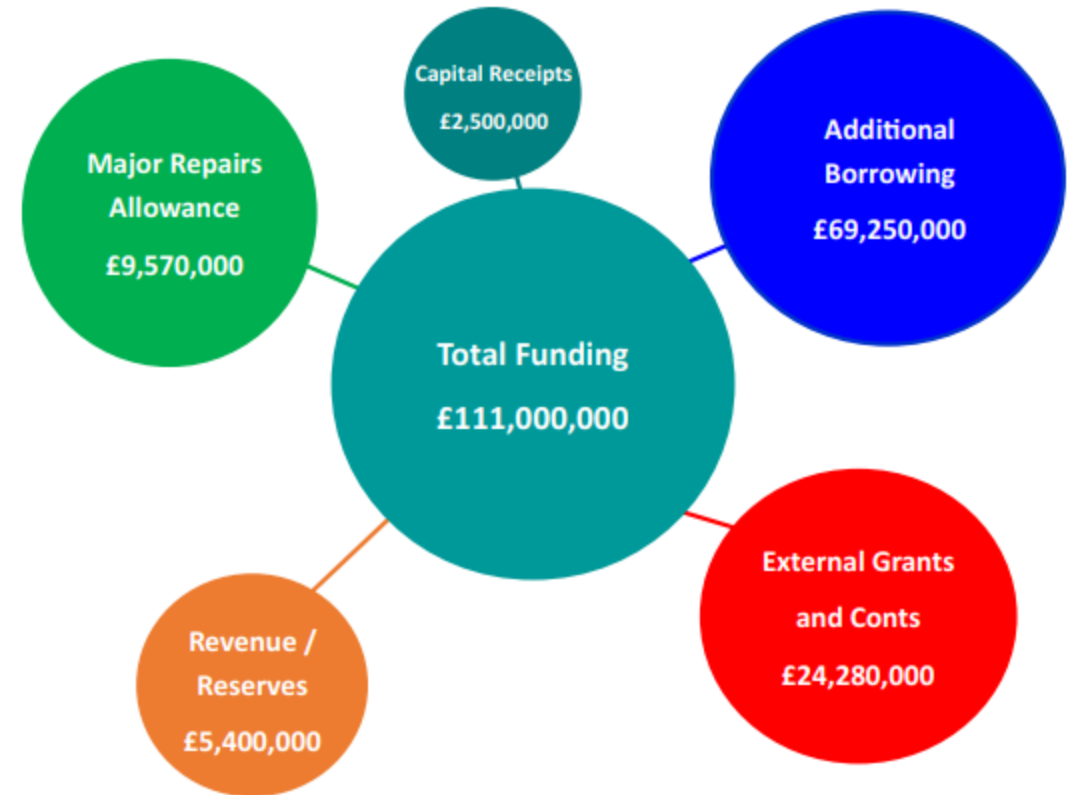 Capital Receipts
£2,500,000
Major Repairs
Allowance
£9,570,000
Additional
Borrowing
£69,250,000
Total Funding
£111,000,000
Revenue /
Reserves
£5,400,000
External Grants
and Conts
£24,280,000